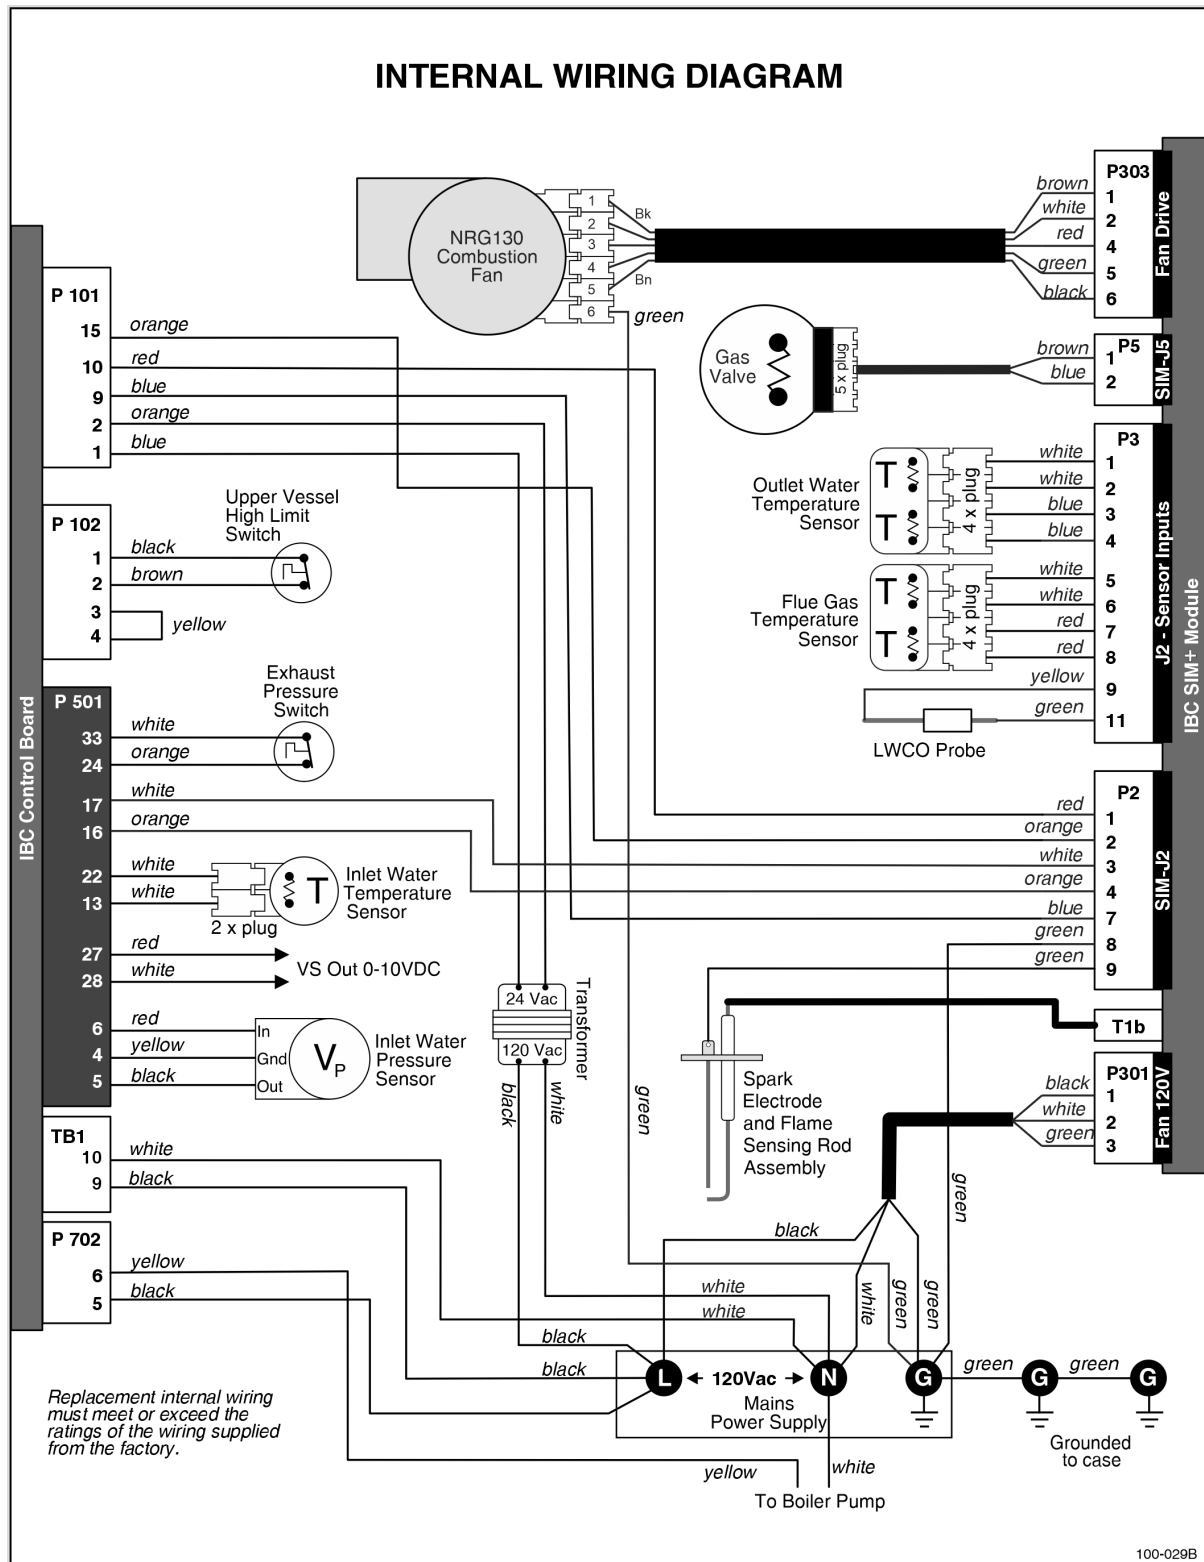 INTERNAL WIRING DIAGRAM
IBC Control Board
P 101
15 orange
10 red
9 blue
2 orange
1 blue
P 102
1 black
2 brown
3
4
yellow
Upper Vessel
High Limit
Switch
P 501
33 white
24 orange
17 white
16 orange
22 white
13 white
27 red
28 white
6 red
4 yellow
5 black
Exhaust
Pressure
Switch
T
Inlet Water
Temperature
Sensor
2 x plug
VS Out 0-10VDC
In
Gnd
Out
VP
Inlet Water
Pressure
Sensor
TB1
10 white
9 black
P 702
6 yellow
5 black
NRG130
Combustion
Fan
1
2
3
4
5
6
Bk
Bn
green
Gas
Valve
5 x plug
Outlet Water
Temperature
Sensor
T
T
4 x plug
Flue Gas
Temperature
Sensor
T
T
4 x plug
LWCO Probe
P303
Fan Drive
brown 1
white 2
red 4
green 5
black 6
P5
SIM-J5
brown 1
blue 2
P3
J2 - Sensor Inputs
white 1
white 2
blue 3
blue 4
white 5
white 6
red 7
red 8
yellow 9
green 11
IBC SIM+ Module
P2
SIM-J2
red 1
orange 2
white 3
orange 4
blue 7
green 8
green 9
T1b
P301
Fan 120V
black 1
white 2
green 3
24 Vac
120 Vac
Transformer
black
white
green
Spark
Electrode
and Flame
Sensing Rod
Assembly
green
black
white
white
white
green
green
black
black
L 120Vac N
Mains
Power Supply
G green G green G
Grounded
to case
yellow
white
To Boiler Pump
Replacement internal wiring
must meet or exceed the
ratings of the wiring supplied
from the factory.
100-029B